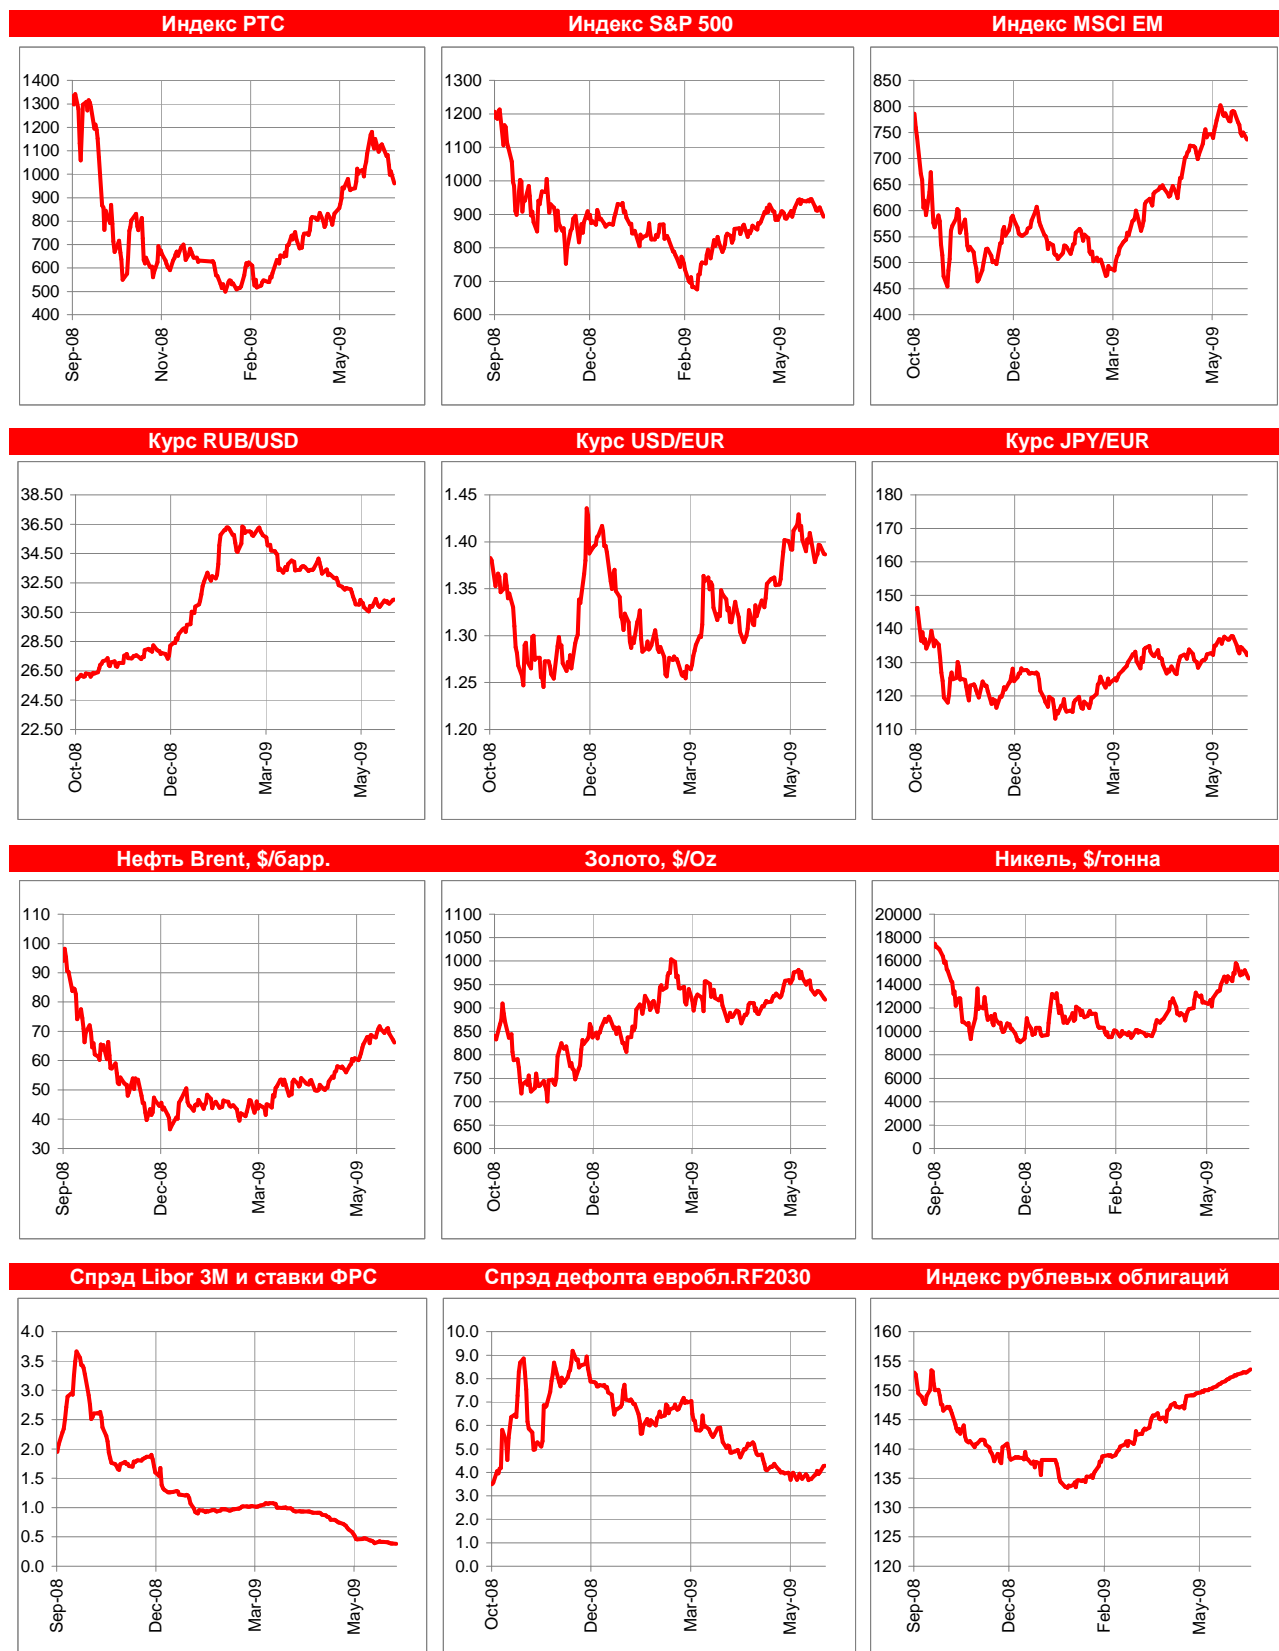 Индекс РТС
1400
1300
1200
1100
1000
900
800
700
600
500
400
Sep-08
Nov-08
Feb-09
May-09
Индекс S&P 500
1300
1200
1100
1000
900
800
700
600
Sep-08
Dec-08
Feb-09
May-09
Индекс MSCI EM
850
800
750
700
650
600
550
500
450
400
Oct-08
Dec-08
Mar-09
May-09
Курс RUB/USD
38.50
36.50
34.50
32.50
30.50
28.50
26.50
24.50
22.50
Oct-08
Dec-08
Mar-09
May-09
Курс USD/EUR
1.45
1.40
1.35
1.30
1.25
1.20
Oct-08
Dec-08
Mar-09
May-09
Курс JPY/EUR
180
170
160
150
140
130
120
110
Oct-08
Dec-08
Mar-09
May-09
Нефть Brent, $/барр.
110
100
90
80
70
60
50
40
30
Sep-08
Dec-08
Mar-09
May-09
Золото, $/Oz
1100
1050
1000
950
900
850
800
750
700
650
600
Oct-08
Dec-08
Mar-09
May-09
Никель, $/тонна
20000
18000
16000
14000
12000
10000
8000
6000
4000
2000
0
Sep-08
Dec-08
Feb-09
May-09
Спрэд Libor 3M и ставки ФРС
4.0
3.5
3.0
2.5
2.0
1.5
1.0
0.5
0.0
Sep-08
Dec-08
Mar-09
May-09
Спрэд дефолта евробл.RF2030
10.0
9.0
8.0
7.0
6.0
5.0
4.0
3.0
2.0
1.0
0.0
Oct-08
Dec-08
Mar-09
May-09
Индекс рублевых облигаций
160
155
150
145
140
135
130
125
120
Sep-08
Dec-08
Feb-09
May-09